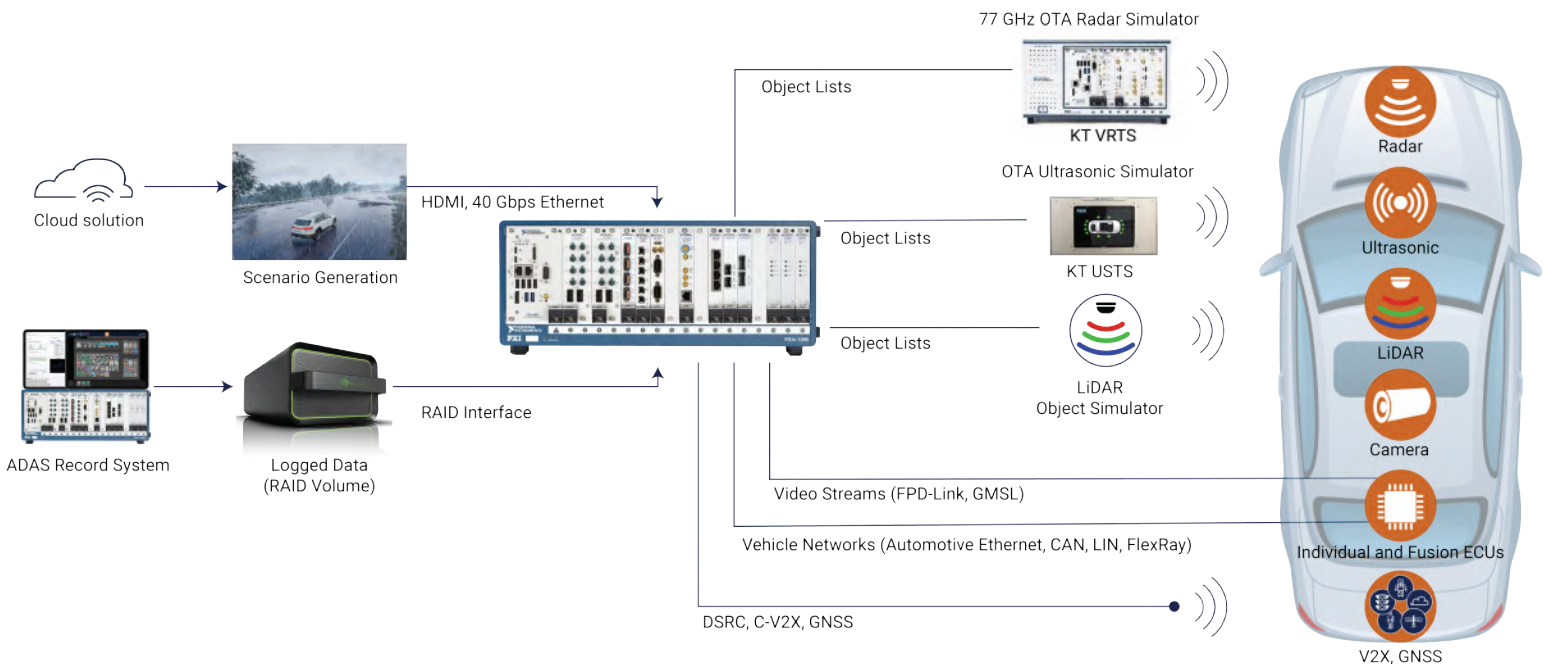 77 GHz OTA Radar Simulator
Object Lists
KT VRTS
Radar
OTA Ultrasonic Simulator
Cloud solution
HDMI, 40 Gbps Ethernet
Scenario Generation
Object Lists
KT USTS
Ultrasonic
NATIONAL INSTRUMENTS
PXI
Object Lists
LiDAR
Object Simulator
LiDAR
RAID Interface
ADAS Record System
Logged Data
(RAID Volume)
Camera
Video Streams (FPD-Link, GMSL)
Vehicle Networks (Automotive Ethernet, CAN, LIN, FlexRay)
Individual and Fusion ECUs
DSRC, C-V2X, GNSS
V2X, GNSS